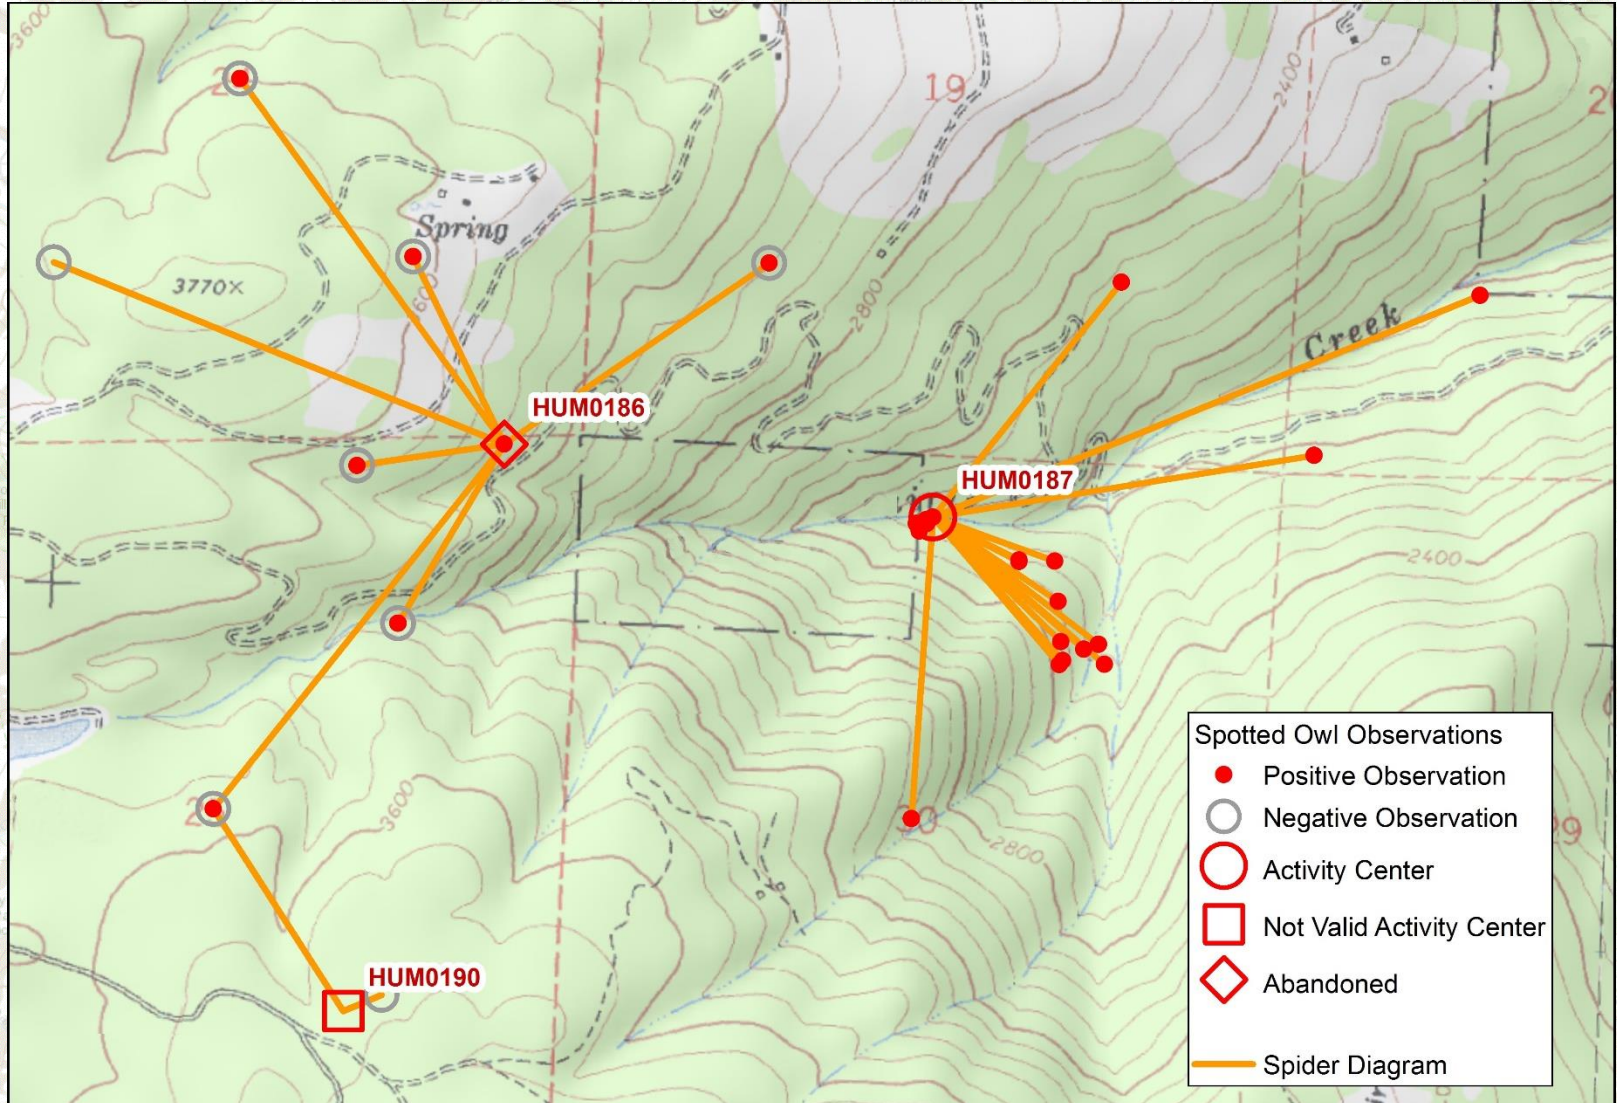 3600
19
2400
Spring
3770×
2800
Creek
HUM0186
HUM0187
2400
3600
30
2800
29
HUM0190
Spotted Owl Observations
Positive Observation
Negative Observation
Activity Center
Not Valid Activity Center
Abandoned
Spider Diagram